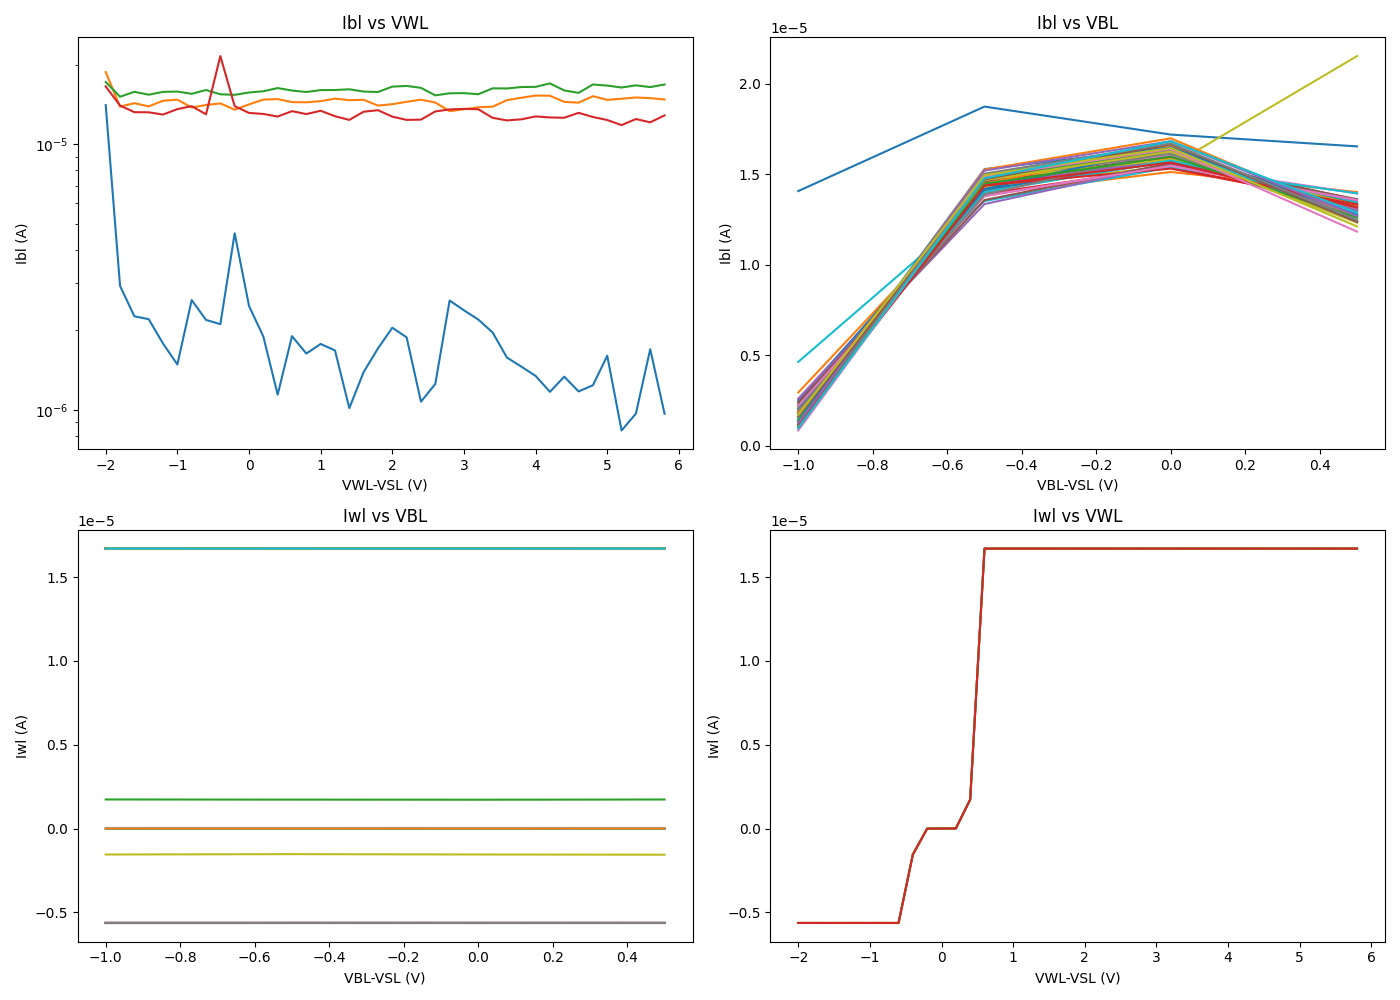 Ibl vs VWL
Ibl (A)
10⁻⁵
10⁻⁶
−2 −1 0 1 2 3 4 5 6
VWL-VSL (V)
Ibl vs VBL
1e−5
Ibl (A)
2.0
1.5
1.0
0.5
0.0
−1.0 −0.8 −0.6 −0.4 −0.2 0.0 0.2 0.4
VBL-VSL (V)
Iwl vs VBL
1e−5
Iwl (A)
1.5
1.0
0.5
0.0
−0.5
−1.0 −0.8 −0.6 −0.4 −0.2 0.0 0.2 0.4
VBL-VSL (V)
Iwl vs VWL
1e−5
Iwl (A)
1.5
1.0
0.5
0.0
−0.5
−2 −1 0 1 2 3 4 5 6
VWL-VSL (V)